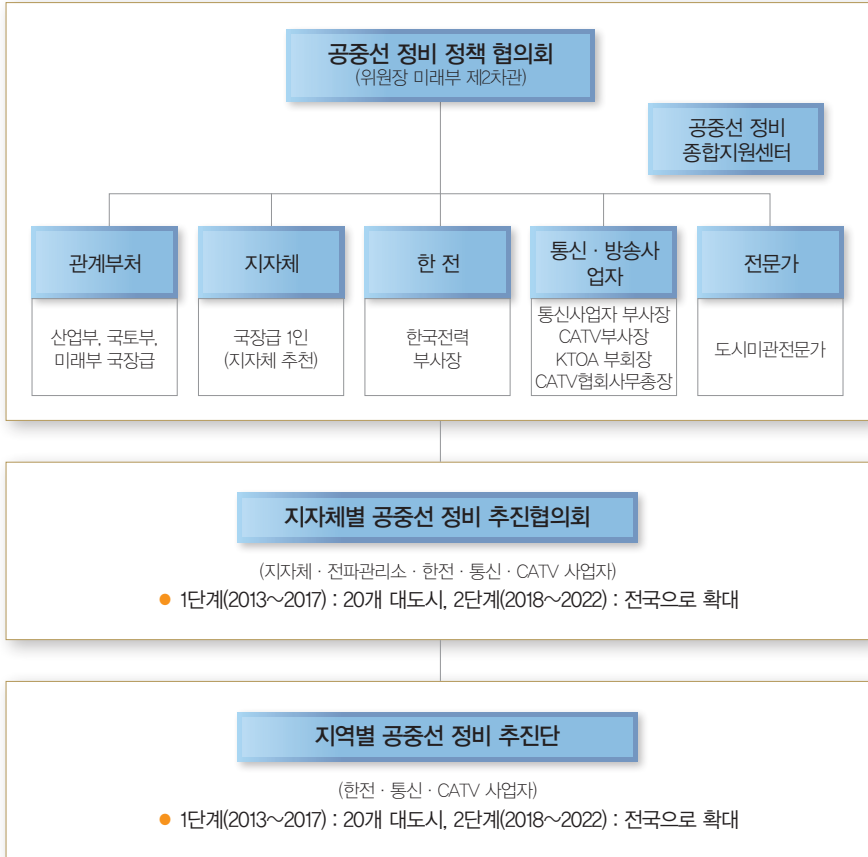 공중선 정비 정책 협의회
(위원장 미래부 제2차관)
공중선 정비
종합지원센터
관계부처
산업부, 국토부,
미래부 국장급
지자체
국장급 1인
(지자체 추천)
한 전
한국전력
부사장
통신 · 방송사
업자
통신사업자 부사장
CATV부사장
KTOA 부회장
CATV협회사무총장
전문가
도시미관전문가
지자체별 공중선 정비 추진협의회
(지자체 · 전파관리소 · 한전 · 통신 · CATV 사업자)
● 1단계(2013~2017) : 20개 대도시, 2단계(2018~2022) : 전국으로 확대
지역별 공중선 정비 추진단
(한전 · 통신 · CATV 사업자)
● 1단계(2013~2017) : 20개 대도시, 2단계(2018~2022) : 전국으로 확대